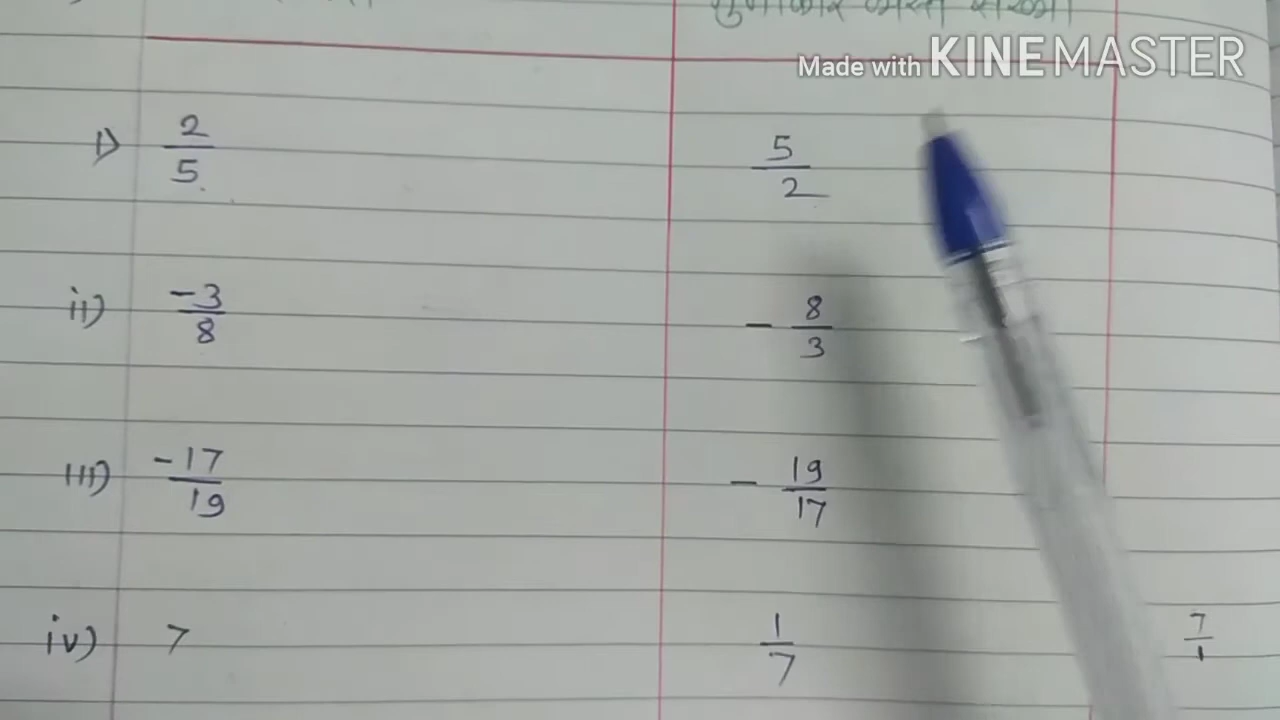 Made with KINEMASTER
i) 2/5 5/2
ii) -3/8 - 8/3
iii) -17/19 - 19/17
iv) 7 1/7 7/1